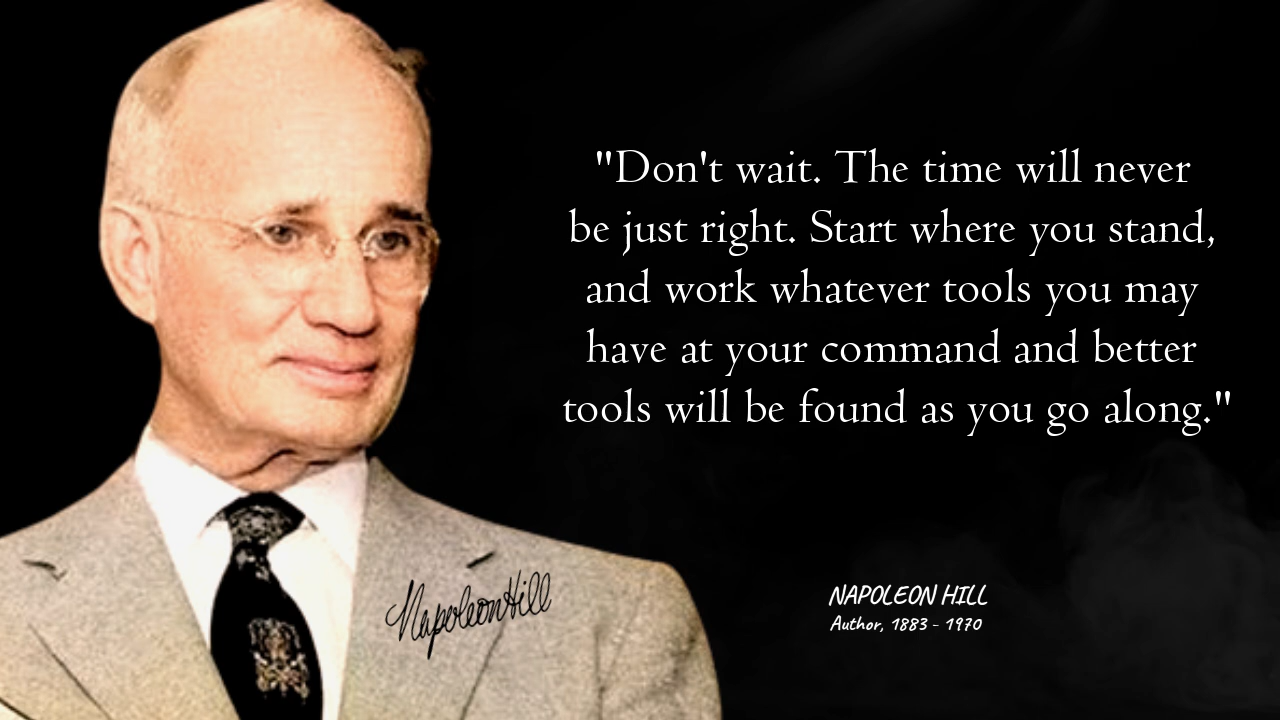 "Don't wait. The time will never
be just right. Start where you stand,
and work whatever tools you may
have at your command and better
tools will be found as you go along."
NapoleonHill
NAPOLEON HILL
Author, 1883 - 1970